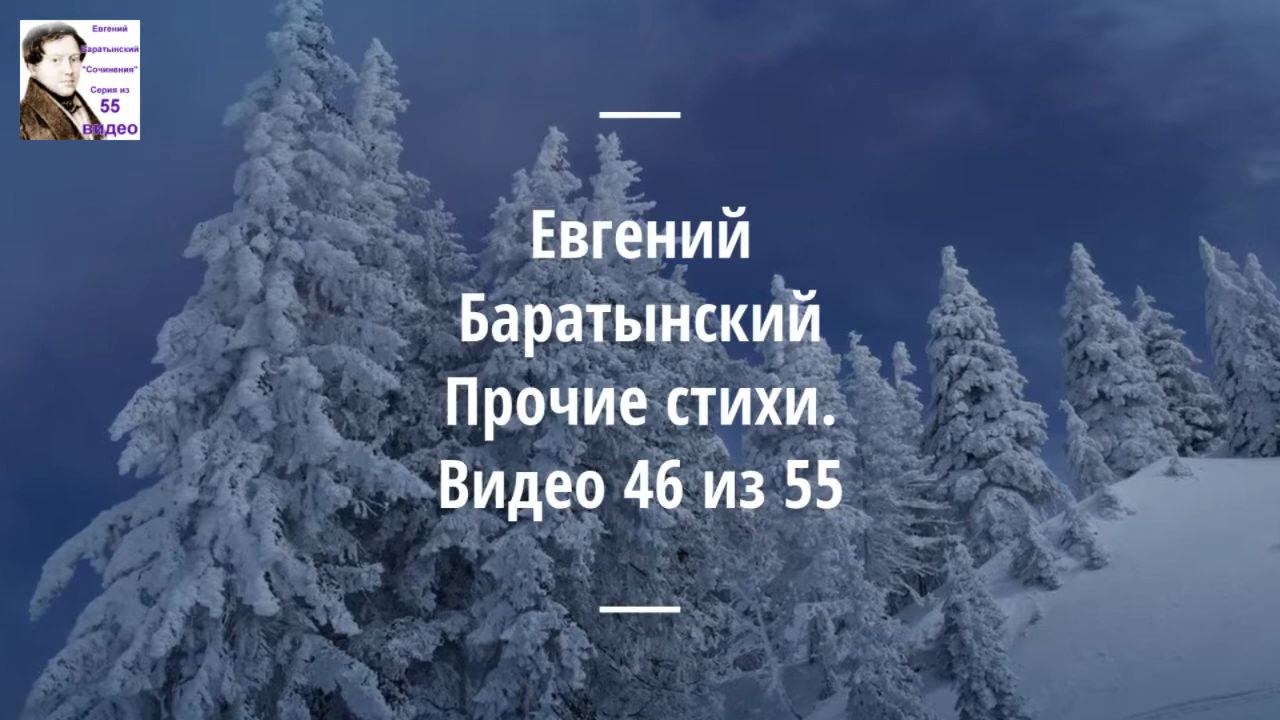 Евгений
Баратынский
"Сочинения"
Серия из
55
видео
Евгений
Баратынский
Прочие стихи.
Видео 46 из 55